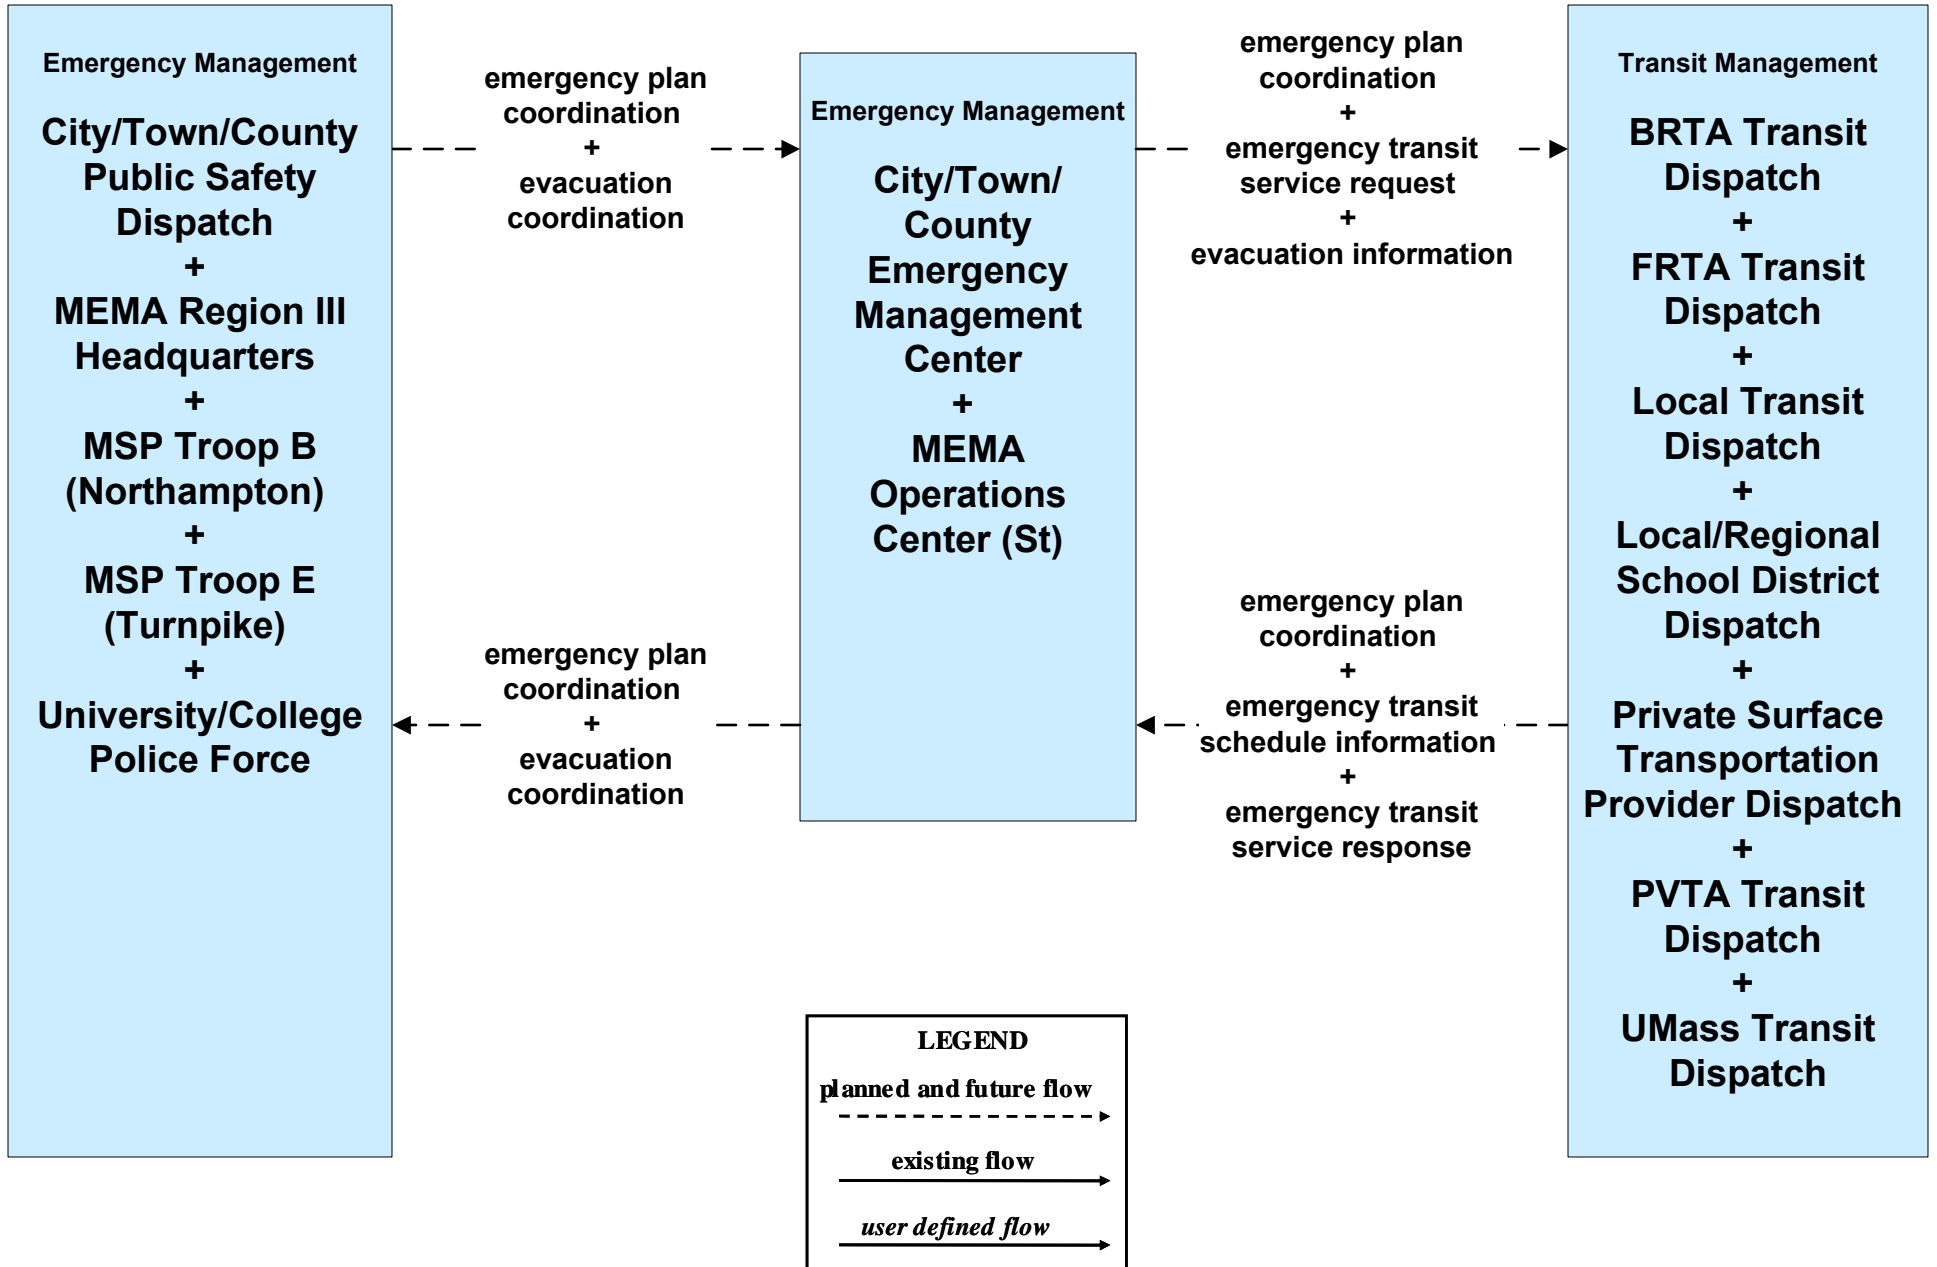 Emergency Management
City/Town/County
Public Safety
Dispatch
+
MEMA Region III
Headquarters
+
MSP Troop B
(Northampton)
+
MSP Troop E
(Turnpike)
+
University/College
Police Force
emergency plan
coordination
+
evacuation
coordination
emergency plan
coordination
+
evacuation
coordination
Emergency Management
City/Town/
County
Emergency
Management
Center
+
MEMA
Operations
Center (St)
emergency plan
coordination
+
emergency transit
service request
+
evacuation information
emergency plan
coordination
+
emergency transit
schedule information
+
emergency transit
service response
Transit Management
BRTA Transit
Dispatch
+
FRTA Transit
Dispatch
+
Local Transit
Dispatch
+
Local/Regional
School District
Dispatch
+
Private Surface
Transportation
Provider Dispatch
+
PVTA Transit
Dispatch
+
UMass Transit
Dispatch
LEGEND
planned and future flow
existing flow
user defined flow